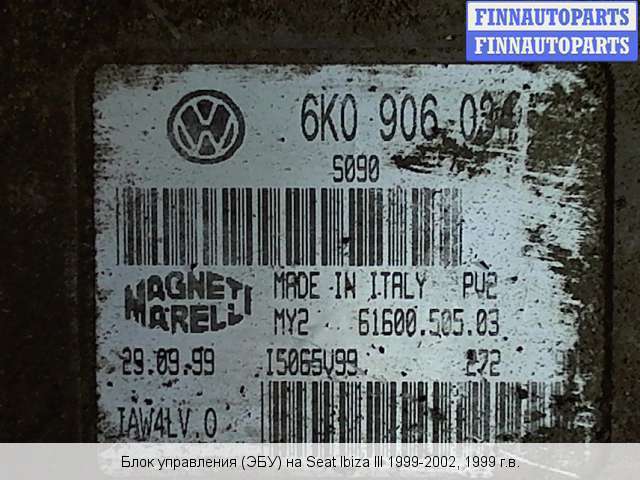 FINNAUTOPARTS
FINNAUTOPARTS
6K0 906 034
S090
MAGNETI MARELLI
MADE IN ITALY PV2
MY2 61600.505.03
29.09.99 I5065V99 272
IAW4LV.0
Блок управления (ЭБУ) на Seat Ibiza III 1999-2002, 1999 г.в.